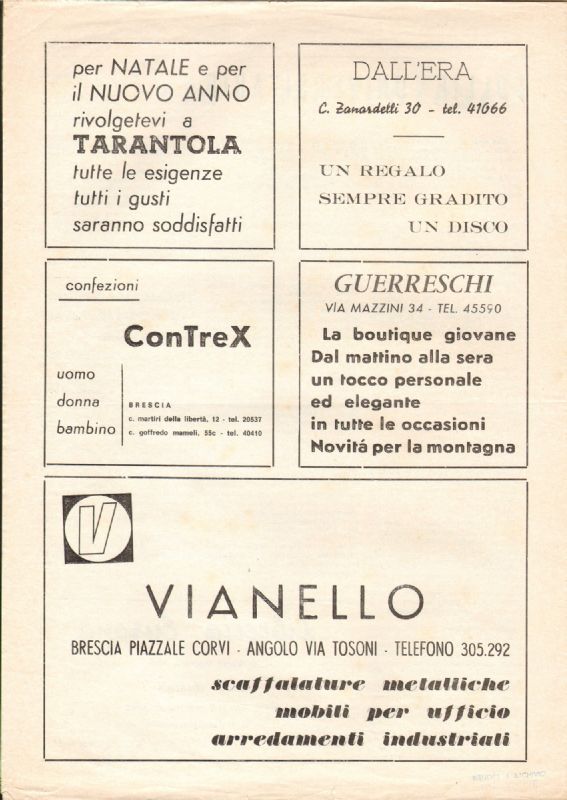 per NATALE e per
il NUOVO ANNO
rivolgetevi a
TARANTOLA
tutte le esigenze
tutti i gusti
saranno soddisfatti
DALL'ERA
C. Zanardelli 30 - tel. 41066
UN REGALO
SEMPRE GRADITO
UN DISCO
confezioni
ConTreX
uomo
donna
bambino
BRESCIA
c. martiri della libertà, 12 - tel. 20537
c. goffredo mameli, 55c - tel. 40410
GUERRESCHI
VIA MAZZINI 34 - TEL. 45590
La boutique giovane
Dal mattino alla sera
un tocco personale
ed elegante
in tutte le occasioni
Novitá per la montagna
V
VIANELLO
BRESCIA PIAZZALE CORVI - ANGOLO VIA TOSONI - TELEFONO 305.292
scaffalature metalliche
mobili per ufficio
arredamenti industriali